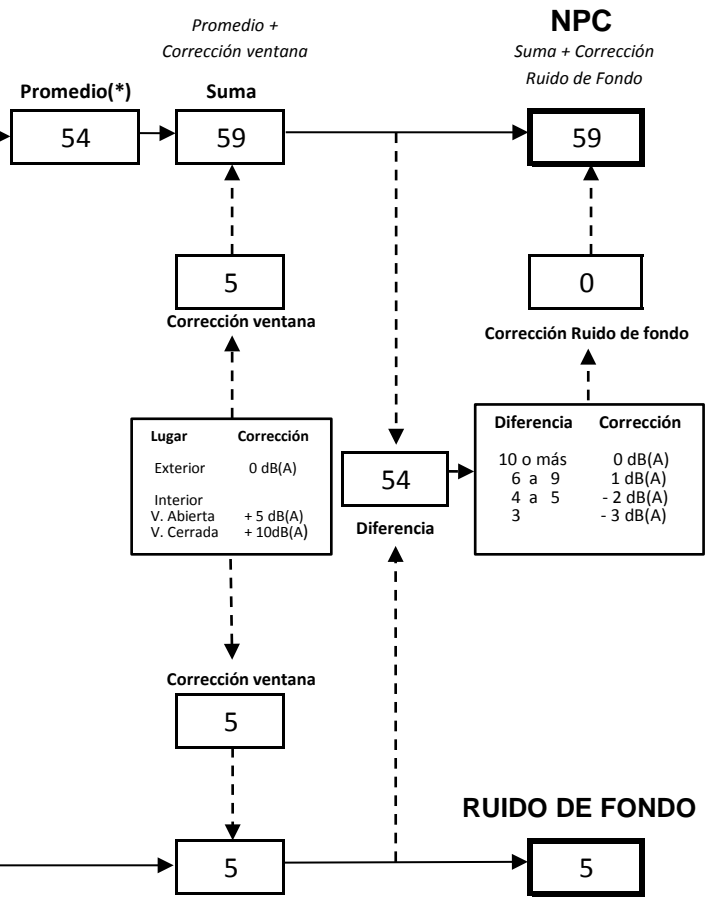 Promedio +
Corrección ventana
NPC
Suma + Corrección
Ruido de Fondo
Promedio(*)
Suma
54
59
59
5
0
Corrección ventana
Corrección Ruido de fondo
Lugar Corrección
Exterior 0 dB(A)
Interior
V. Abierta + 5 dB(A)
V. Cerrada + 10dB(A)
54
Diferencia
Diferencia Corrección
10 o más 0 dB(A)
6 a 9 1 dB(A)
4 a 5 - 2 dB(A)
3 - 3 dB(A)
Corrección ventana
5
RUIDO DE FONDO
5
5